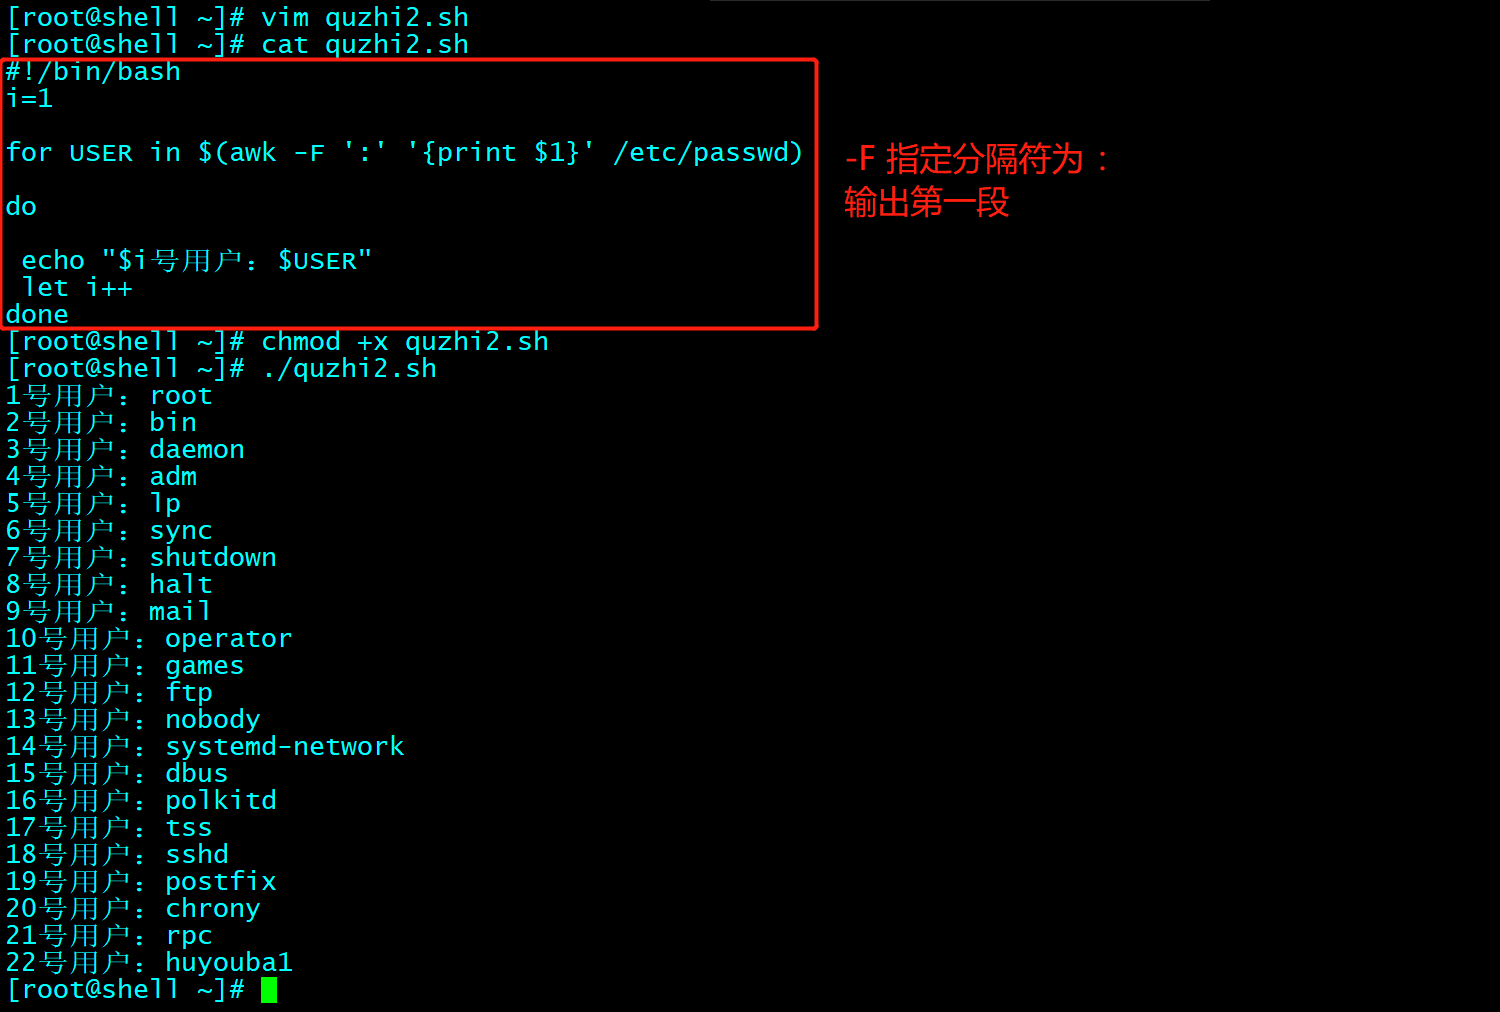 [root@shell ~]# vim quzhi2.sh
[root@shell ~]# cat quzhi2.sh
#!/bin/bash
i=1
for USER in $(awk -F ':' '{print $1}' /etc/passwd)
-F 指定分隔符为 :
输出第一段
do
echo "$i号用户：$USER"
let i++
done
[root@shell ~]# chmod +x quzhi2.sh
[root@shell ~]# ./quzhi2.sh
1号用户：root
2号用户：bin
3号用户：daemon
4号用户：adm
5号用户：lp
6号用户：sync
7号用户：shutdown
8号用户：halt
9号用户：mail
10号用户：operator
11号用户：games
12号用户：ftp
13号用户：nobody
14号用户：systemd-network
15号用户：dbus
16号用户：polkitd
17号用户：tss
18号用户：sshd
19号用户：postfix
20号用户：chrony
21号用户：rpc
22号用户：huyouba1
[root@shell ~]#